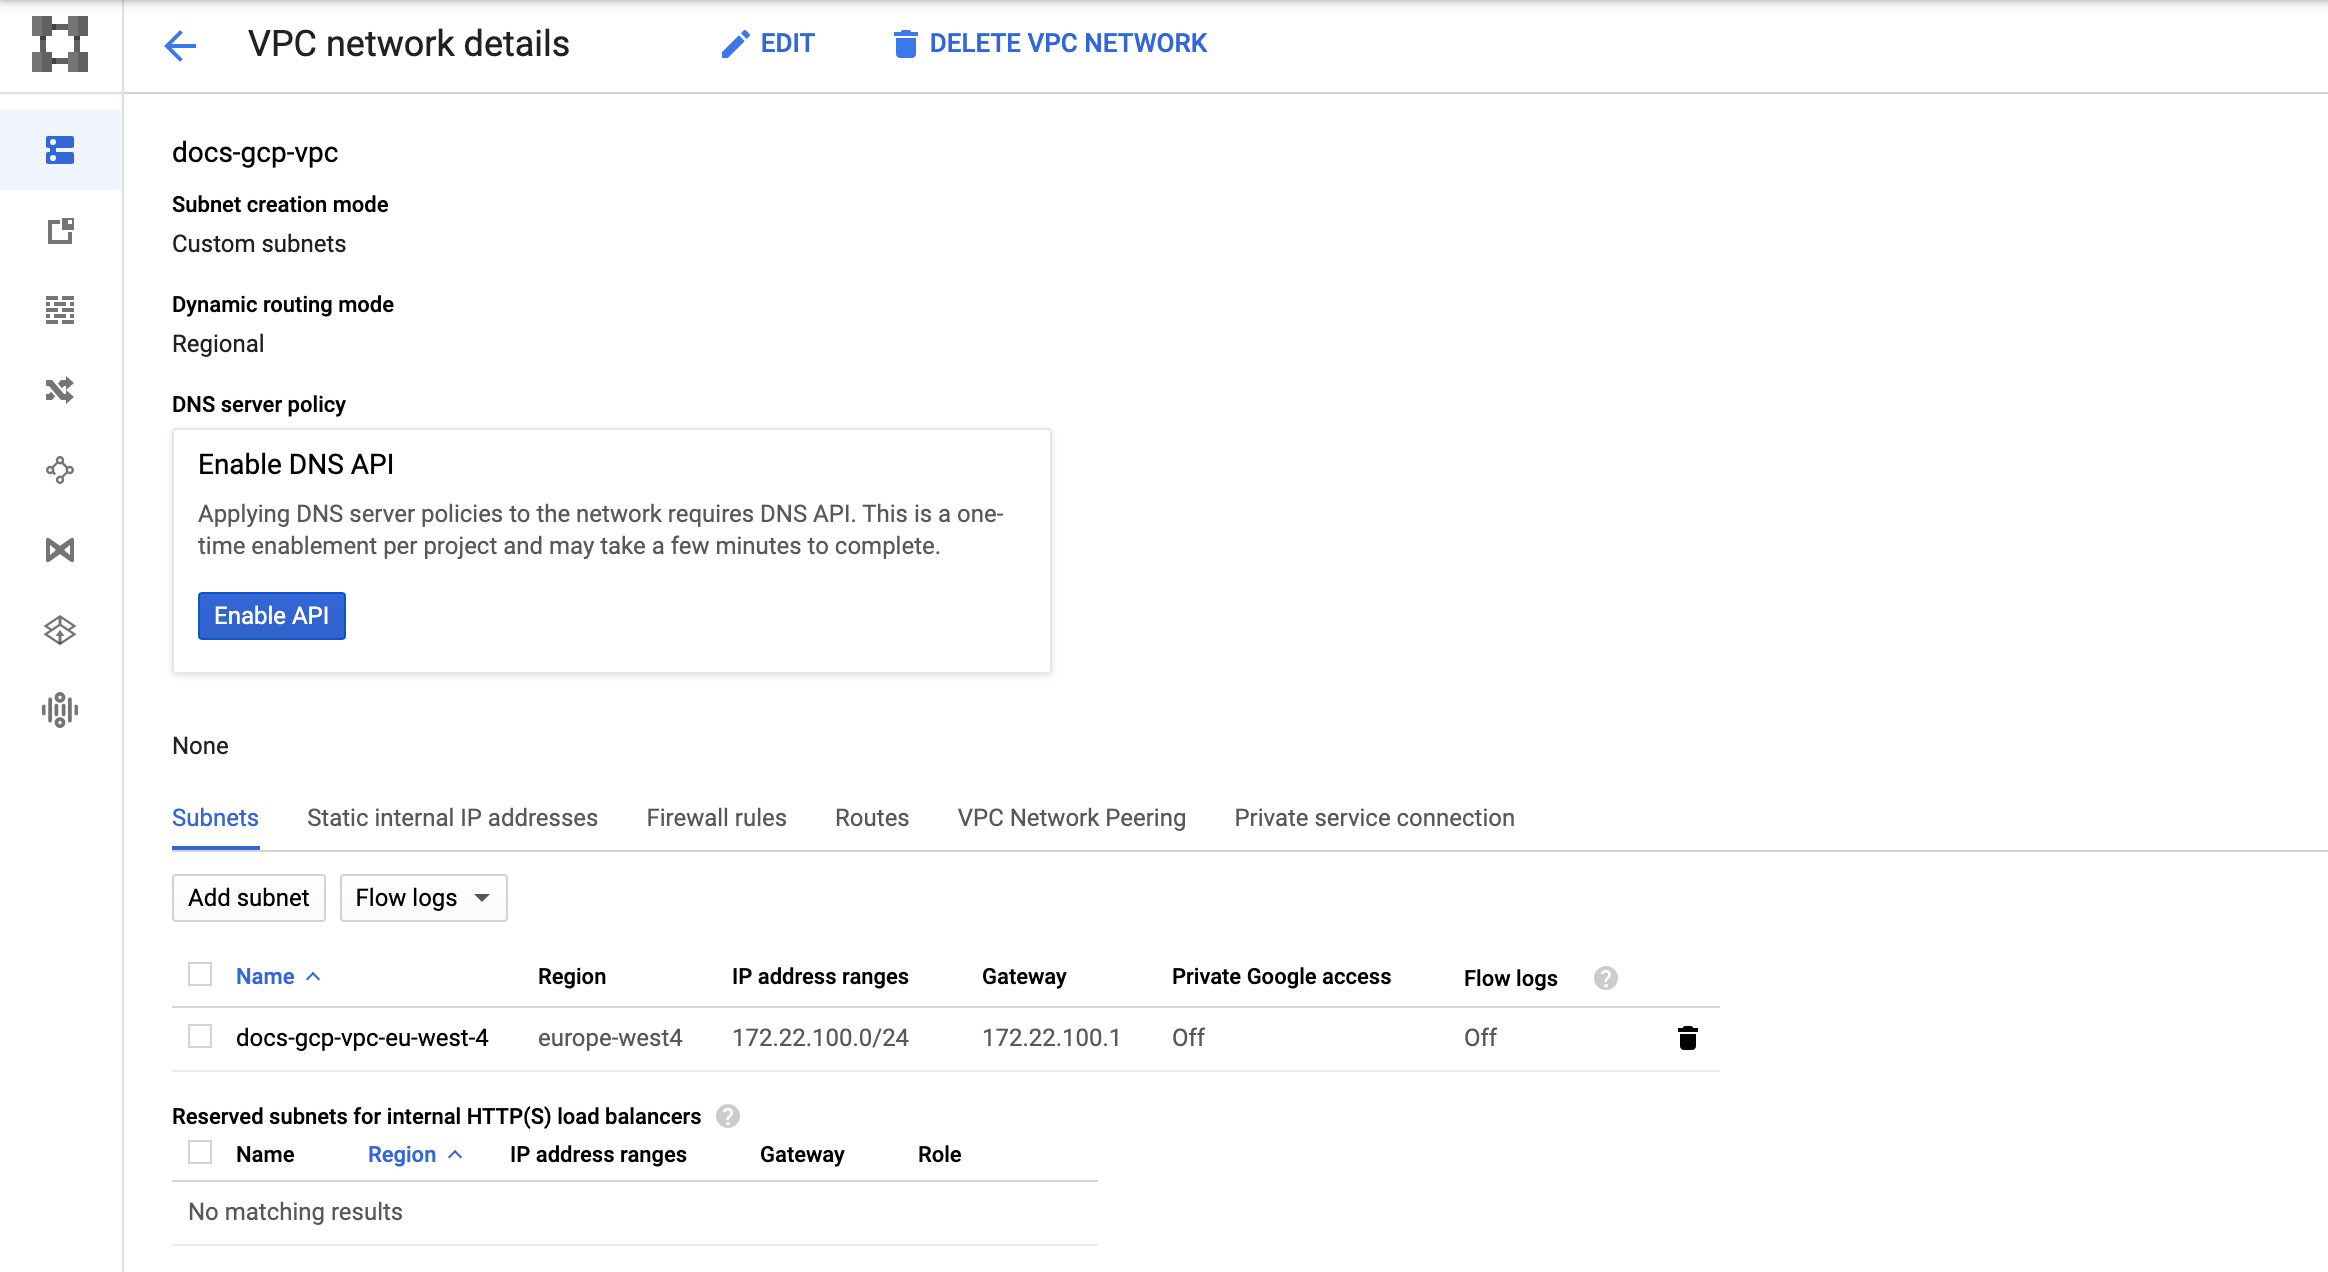 VPC network details
EDIT
DELETE VPC NETWORK
docs-gcp-vpc
Subnet creation mode
Custom subnets
Dynamic routing mode
Regional
DNS server policy
Enable DNS API
Applying DNS server policies to the network requires DNS API. This is a one-
time enablement per project and may take a few minutes to complete.
Enable API
None
Subnets Static internal IP addresses Firewall rules Routes VPC Network Peering Private service connection
Add subnet Flow logs
Name Region IP address ranges Gateway Private Google access Flow logs ?
docs-gcp-vpc-eu-west-4 europe-west4 172.22.100.0/24 172.22.100.1 Off Off
Reserved subnets for internal HTTP(S) load balancers ?
Name Region IP address ranges Gateway Role
No matching results